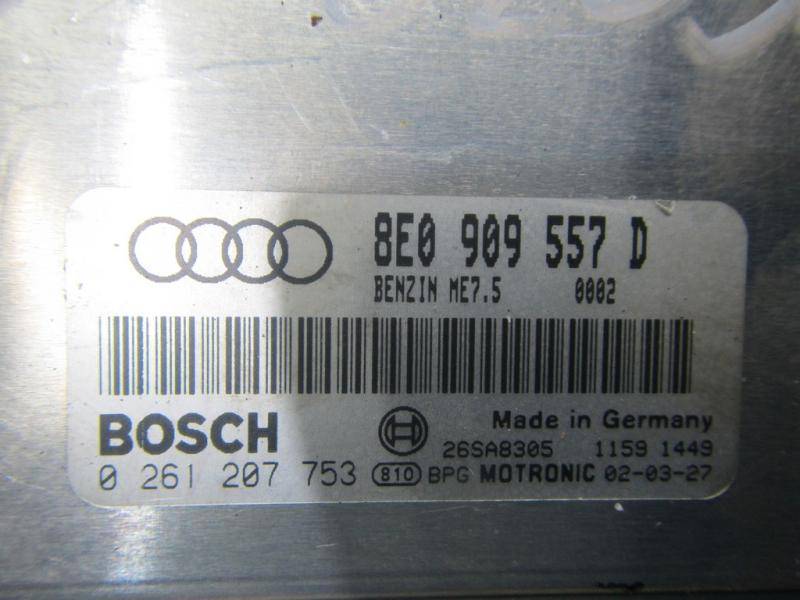 8E0 909 557 D
BENZIN ME7.5 0002
BOSCH Made in Germany
26SA8305 1159 1449
0 261 207 753 810 BPG MOTRONIC 02-03-27